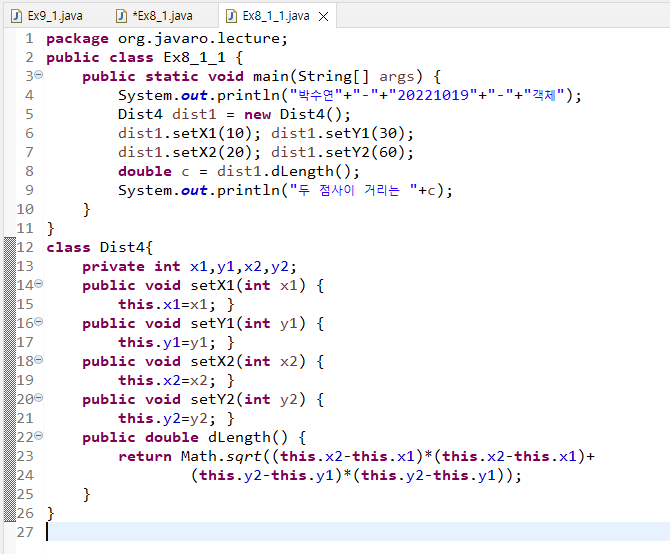 Ex9_1.java *Ex8_1.java Ex8_1_1.java
1 package org.javaro.lecture;
2 public class Ex8_1_1 {
3 public static void main(String[] args) {
4 System.out.println("박수연"+"-"+"20221019"+"-"+"객체");
5 Dist4 dist1 = new Dist4();
6 dist1.setX1(10); dist1.setY1(30);
7 dist1.setX2(20); dist1.setY2(60);
8 double c = dist1.dLength();
9 System.out.println("두 점사이 거리는 "+c);
10 }
11 }
12 class Dist4{
13 private int x1,y1,x2,y2;
14 public void setX1(int x1) {
15 this.x1=x1; }
16 public void setY1(int y1) {
17 this.y1=y1; }
18 public void setX2(int x2) {
19 this.x2=x2; }
20 public void setY2(int y2) {
21 this.y2=y2; }
22 public double dLength() {
23 return Math.sqrt((this.x2-this.x1)*(this.x2-this.x1)+
24 (this.y2-this.y1)*(this.y2-this.y1));
25 }
26 }
27